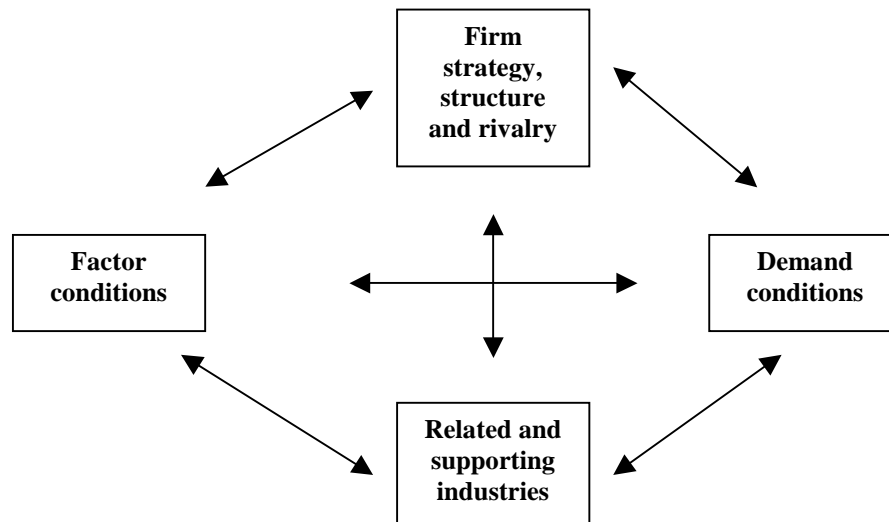 Firm
strategy,
structure
and rivalry
Factor
conditions
Demand
conditions
Related and
supporting
industries